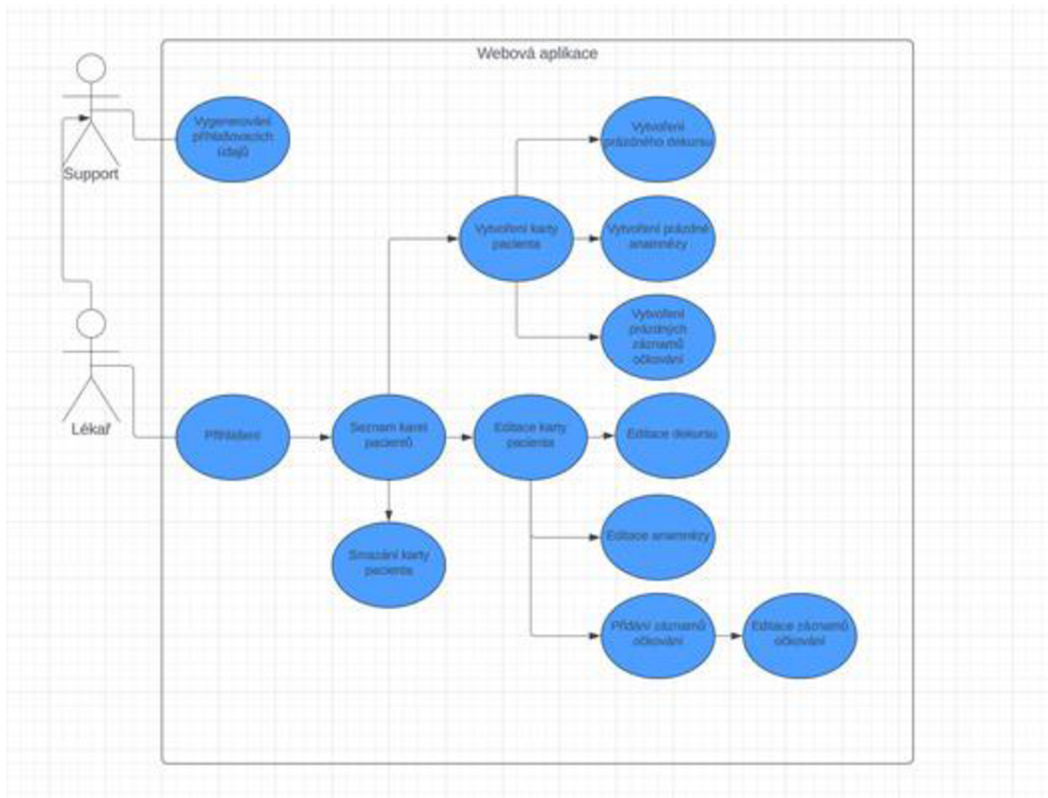 Webová aplikace
Vygenerování
přihlašovacích
údajů
Support
Vytvoření
prázdného dekursu
Vytvoření karty
pacienta
Vytvoření prázdné
anamnézy
Vytvoření
prázdných
záznamů
očkování
Lékař
Přihlášení
Seznam karet
pacientů
Editace karty
pacienta
Editace dekursu
Smazání karty
pacienta
Editace anamnézy
Přidání záznamů
očkování
Editace záznamů
očkování